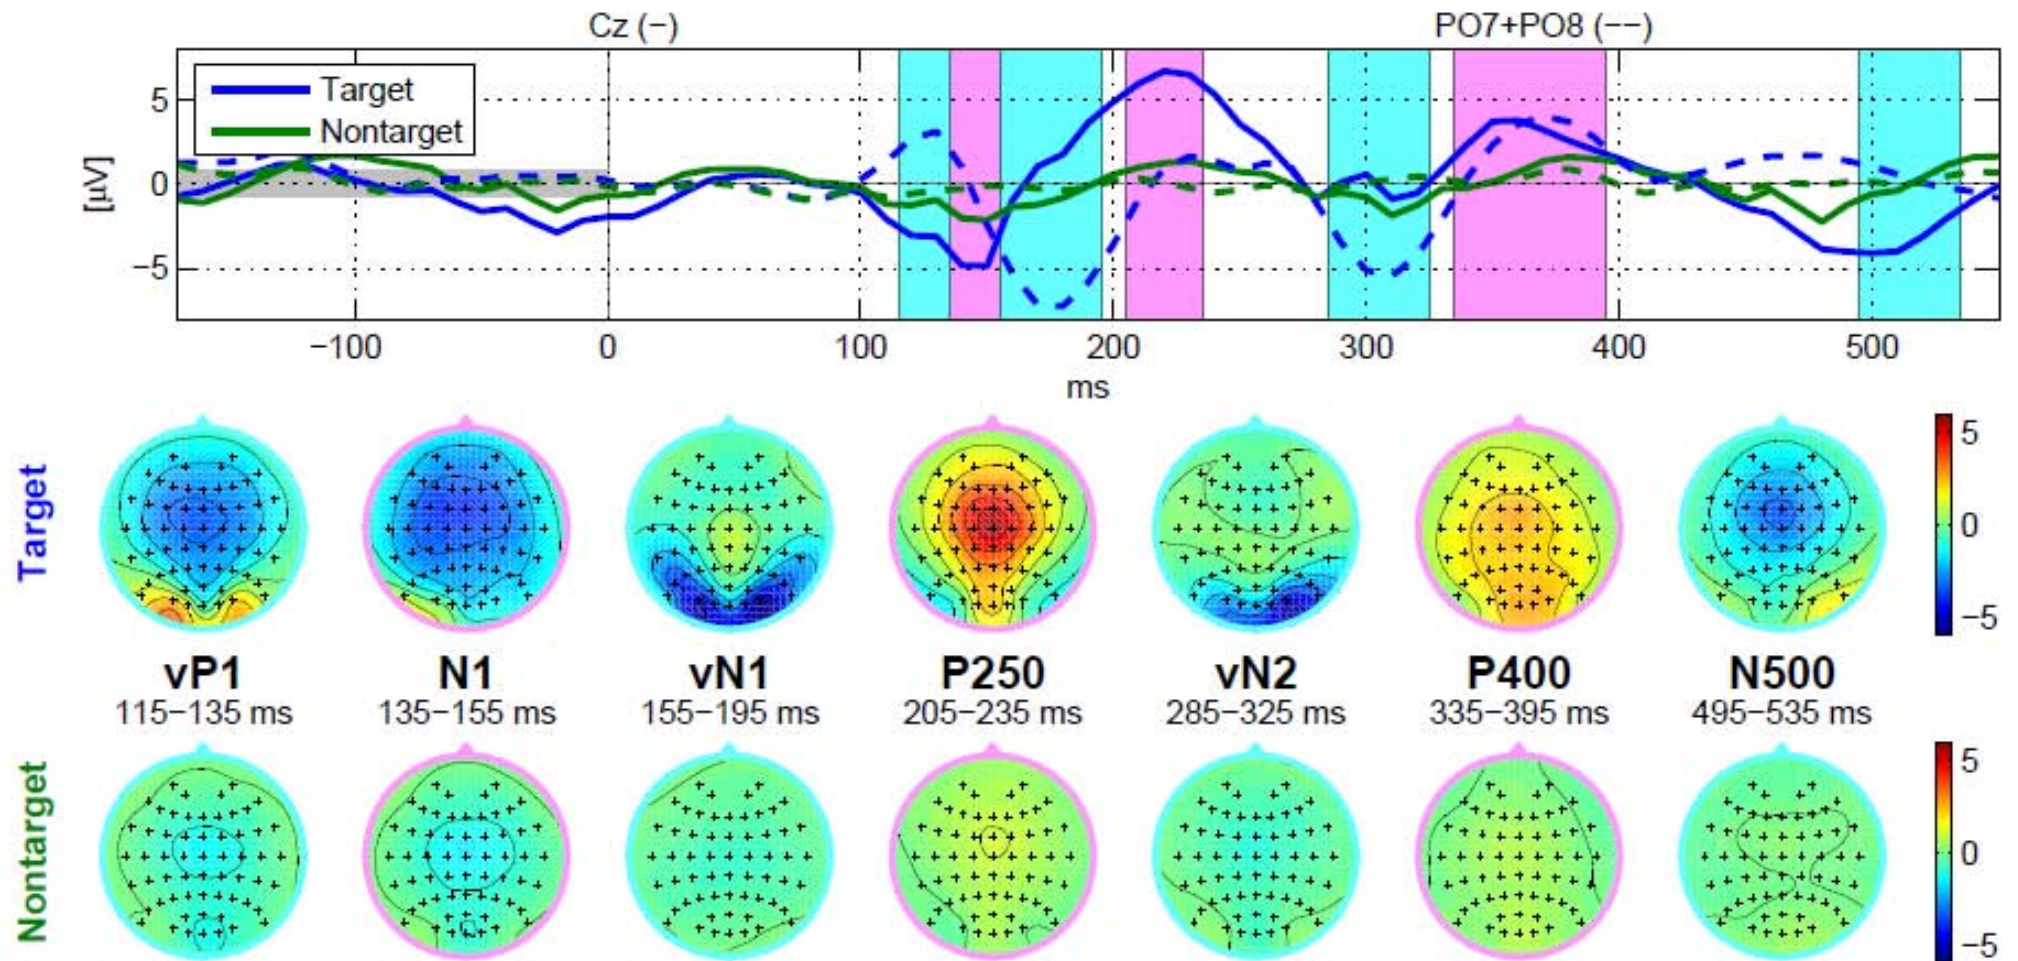 Cz (−) PO7+PO8 (−−)
Target
Nontarget
[µV]
5
0
−5
−100 0 100 200 300 400 500
ms
Target
5
0
−5
vP1 N1 vN1 P250 vN2 P400 N500
115−135 ms 135−155 ms 155−195 ms 205−235 ms 285−325 ms 335−395 ms 495−535 ms
Nontarget
5
0
−5